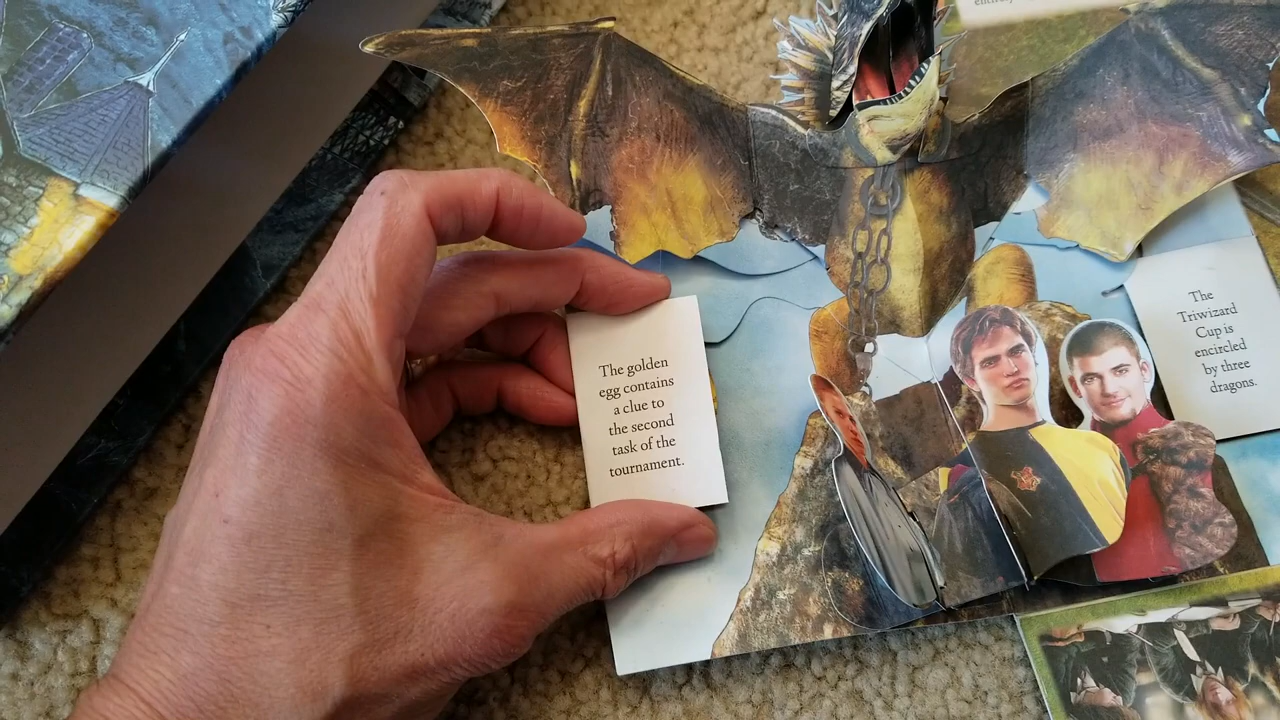 The golden
egg contains
a clue to
the second
task of the
tournament.
The
Triwizard
Cup is
encircled
by three
dragons.